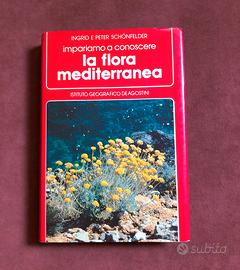 INGRID E PETER SCHÖNFELDER
impariamo a conoscere
la flora
mediterranea
ISTITUTO GEOGRAFICO DE AGOSTINI
subito